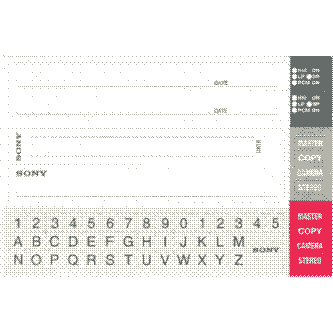 DATE
DATE
SONY
SONY
1 2 3 4 5 6 7 8 9 0 1 2 3 4 5
A B C D E F G H I J K L M
SONY
N O P Q R S T U V W X Y Z
MASTER
COPY
CAMERA
STEREO
MASTER
COPY
CAMERA
STEREO